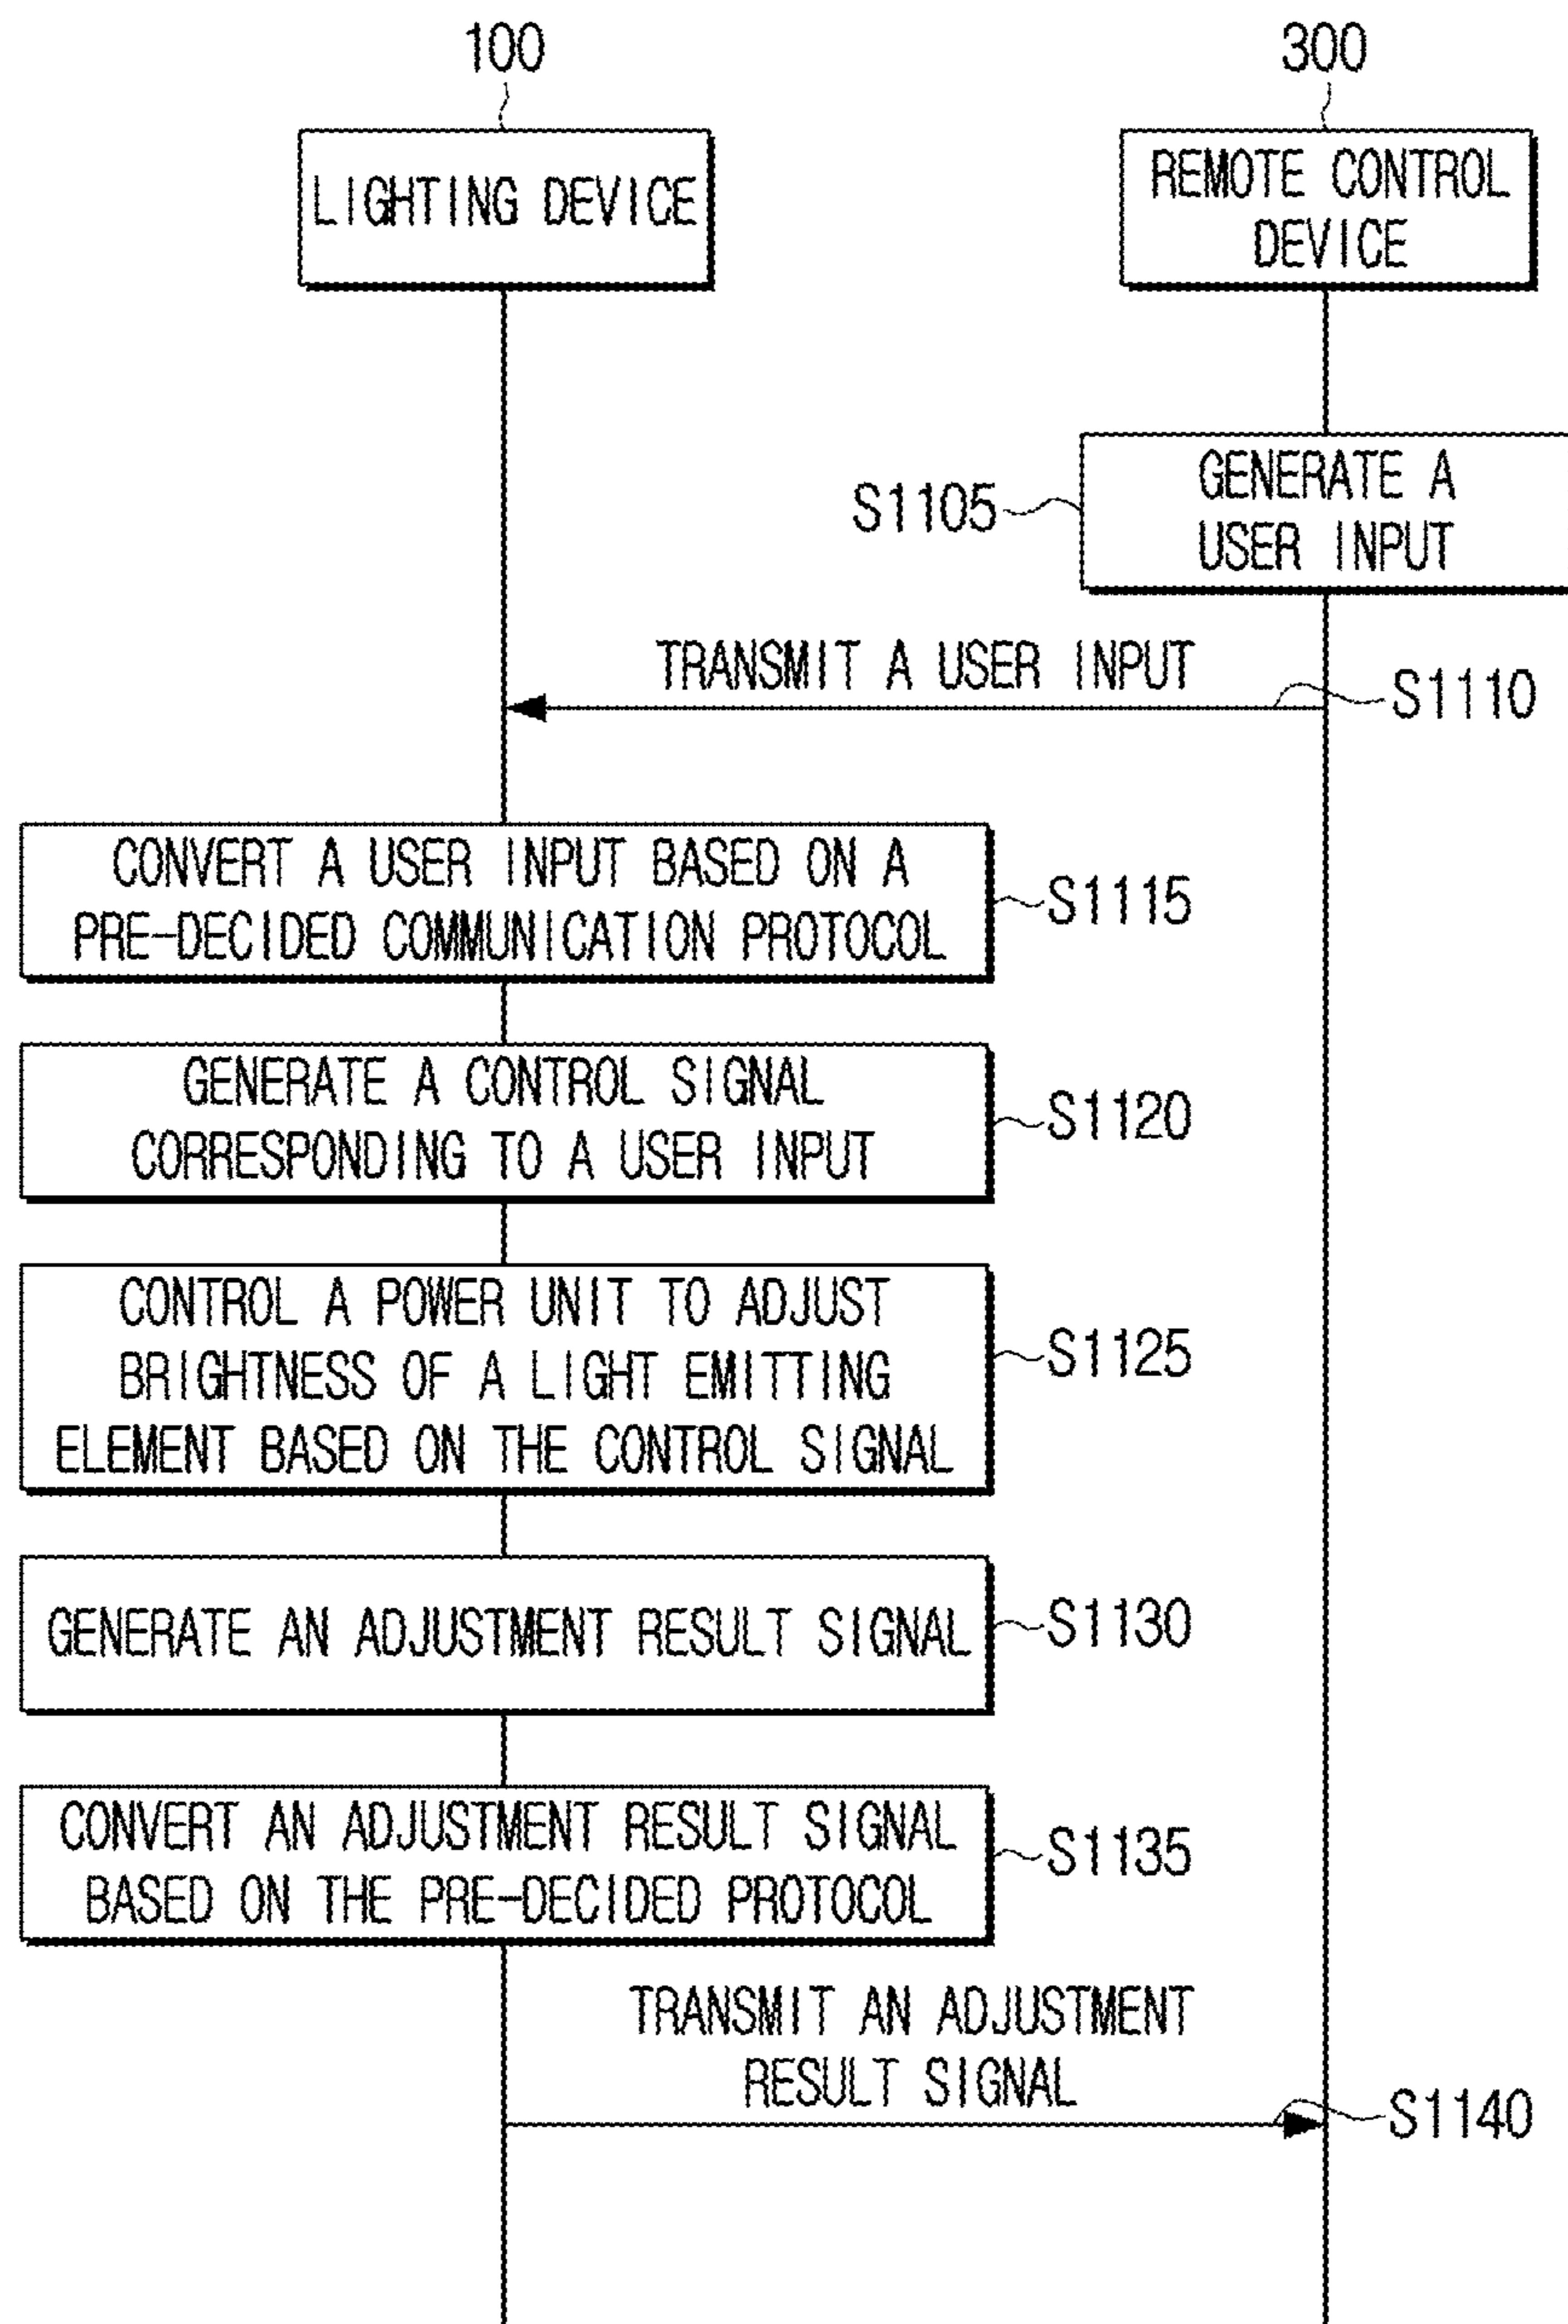 100
300
LIGHTING DEVICE
REMOTE CONTROL
DEVICE
GENERATE A
USER INPUT
S1105
TRANSMIT A USER INPUT
S1110
CONVERT A USER INPUT BASED ON A
PRE-DECIDED COMMUNICATION PROTOCOL
S1115
GENERATE A CONTROL SIGNAL
CORRESPONDING TO A USER INPUT
S1120
CONTROL A POWER UNIT TO ADJUST
BRIGHTNESS OF A LIGHT EMITTING
ELEMENT BASED ON THE CONTROL SIGNAL
S1125
GENERATE AN ADJUSTMENT RESULT SIGNAL
S1130
CONVERT AN ADJUSTMENT RESULT SIGNAL
BASED ON THE PRE-DECIDED PROTOCOL
S1135
TRANSMIT AN ADJUSTMENT
RESULT SIGNAL
S1140